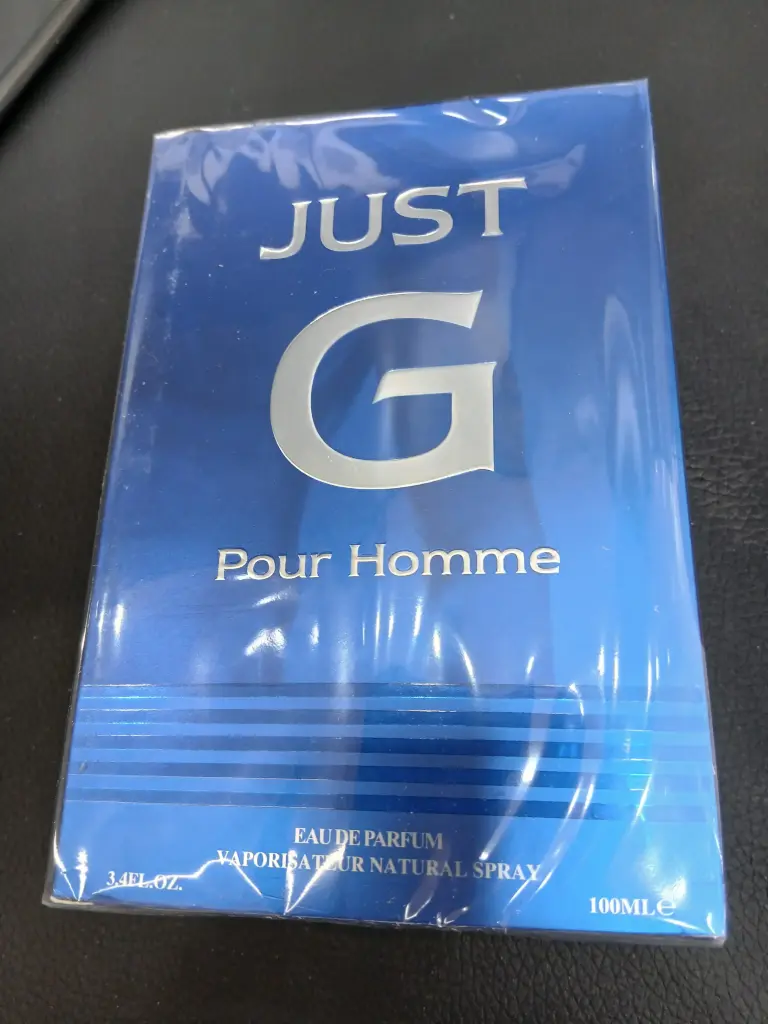 JUST
G
Pour Homme
EAU DE PARFUM
VAPORISATEUR NATURAL SPRAY
3.4FL.OZ.
100ML℮